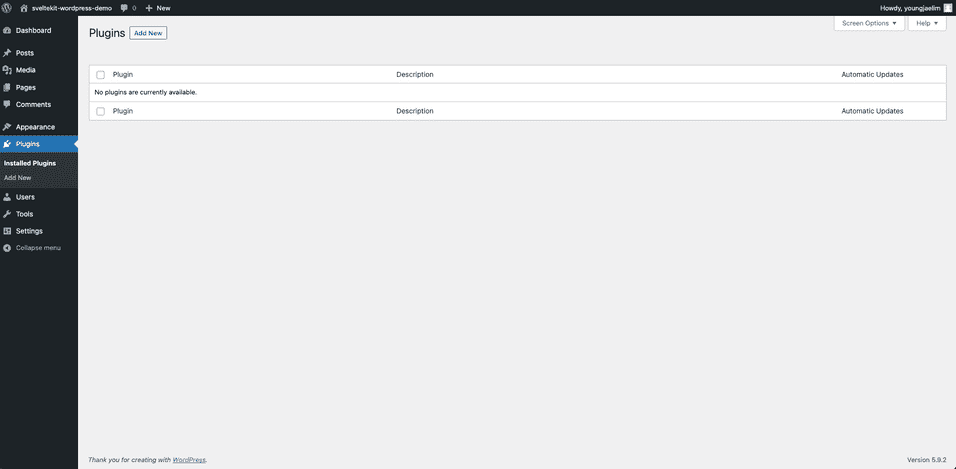 sveltekit-wordpress-demo 0 New Howdy, youngjaelim
Screen Options ▼ Help ▼
Dashboard
Posts
Media
Pages
Comments
Appearance
Plugins
Installed Plugins
Add New
Users
Tools
Settings
Collapse menu
Plugins Add New
Plugin Description Automatic Updates
No plugins are currently available.
Plugin Description Automatic Updates
Thank you for creating with WordPress. Version 5.9.2